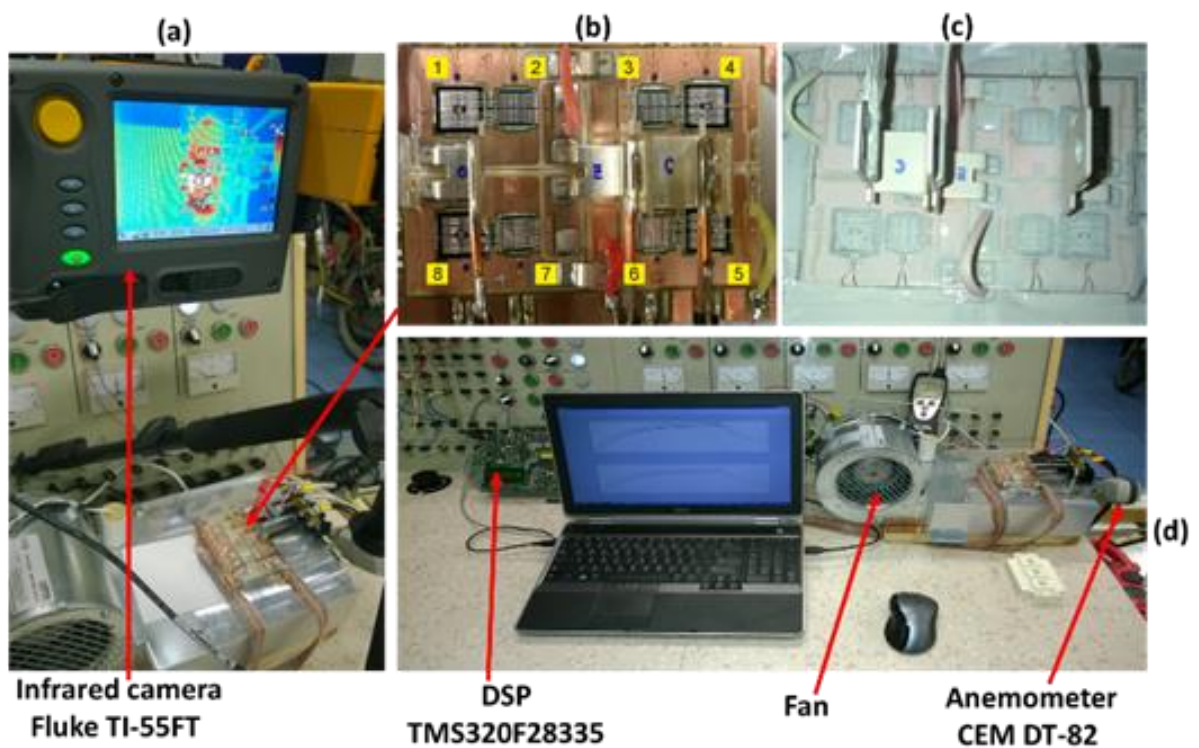 (a)
(b)
(c)
1
2
3
4
8
7
6
5
(d)
Infrared camera
Fluke TI-55FT
DSP
TMS320F28335
Fan
Anemometer
CEM DT-82